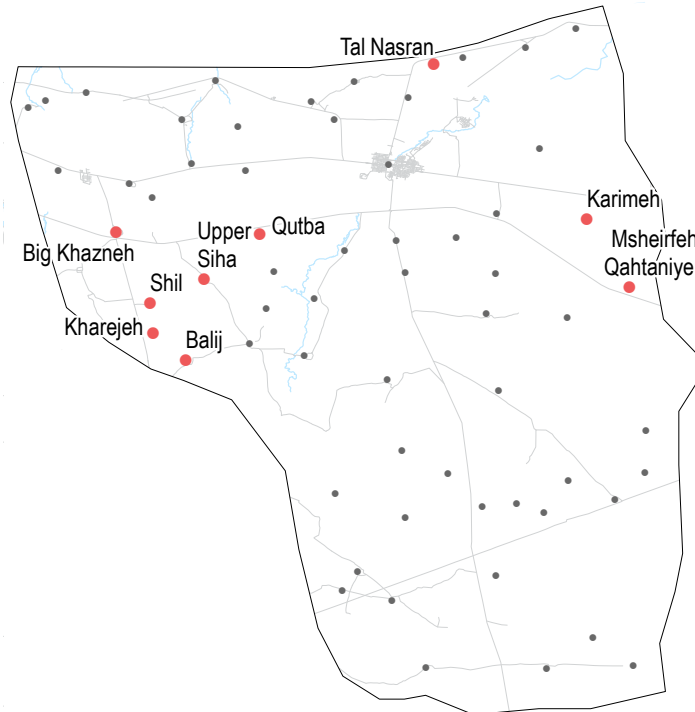 Tal Nasran
Karimeh
Msheirfeh
Qahtaniye
Upper
Siha
Qutba
Big Khazneh
Shil
Kharejeh
Balij